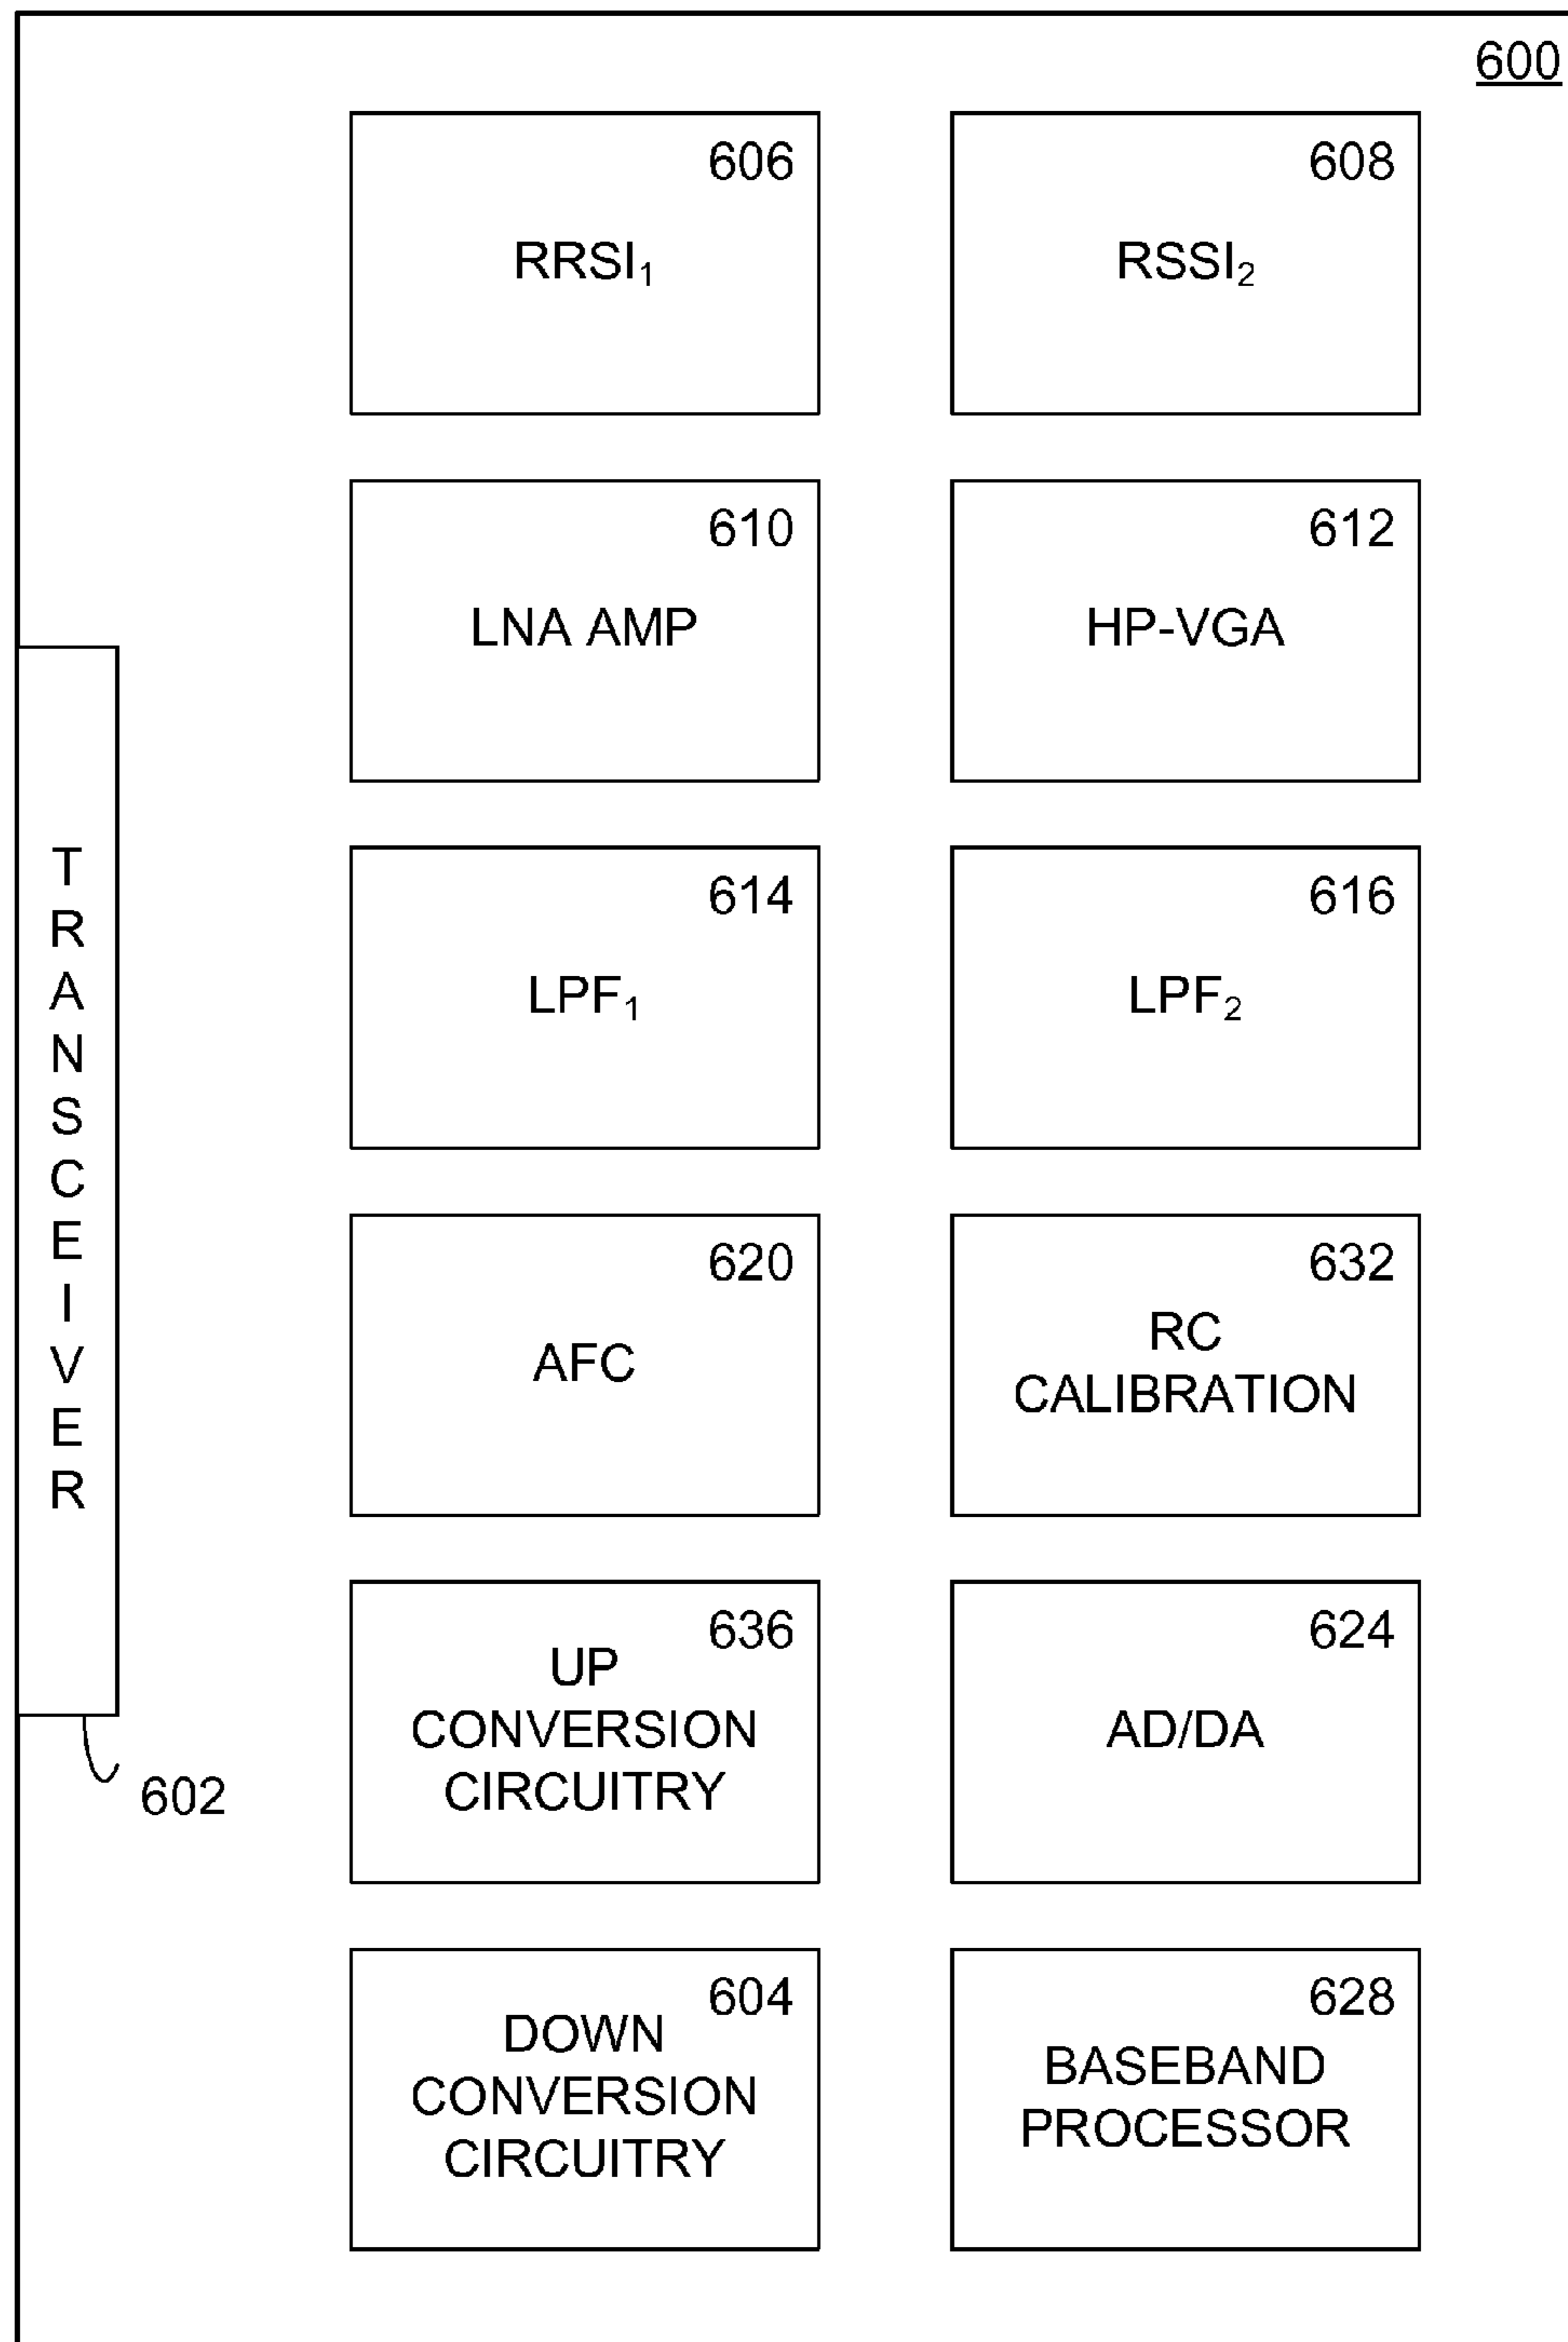 600
606
RRSI₁
608
RSSI₂
610
LNA AMP
612
HP-VGA
614
LPF₁
616
LPF₂
620
AFC
632
RC
CALIBRATION
636
UP
CONVERSION
CIRCUITRY
624
AD/DA
604
DOWN
CONVERSION
CIRCUITRY
628
BASEBAND
PROCESSOR
TRANSCEIVER
602